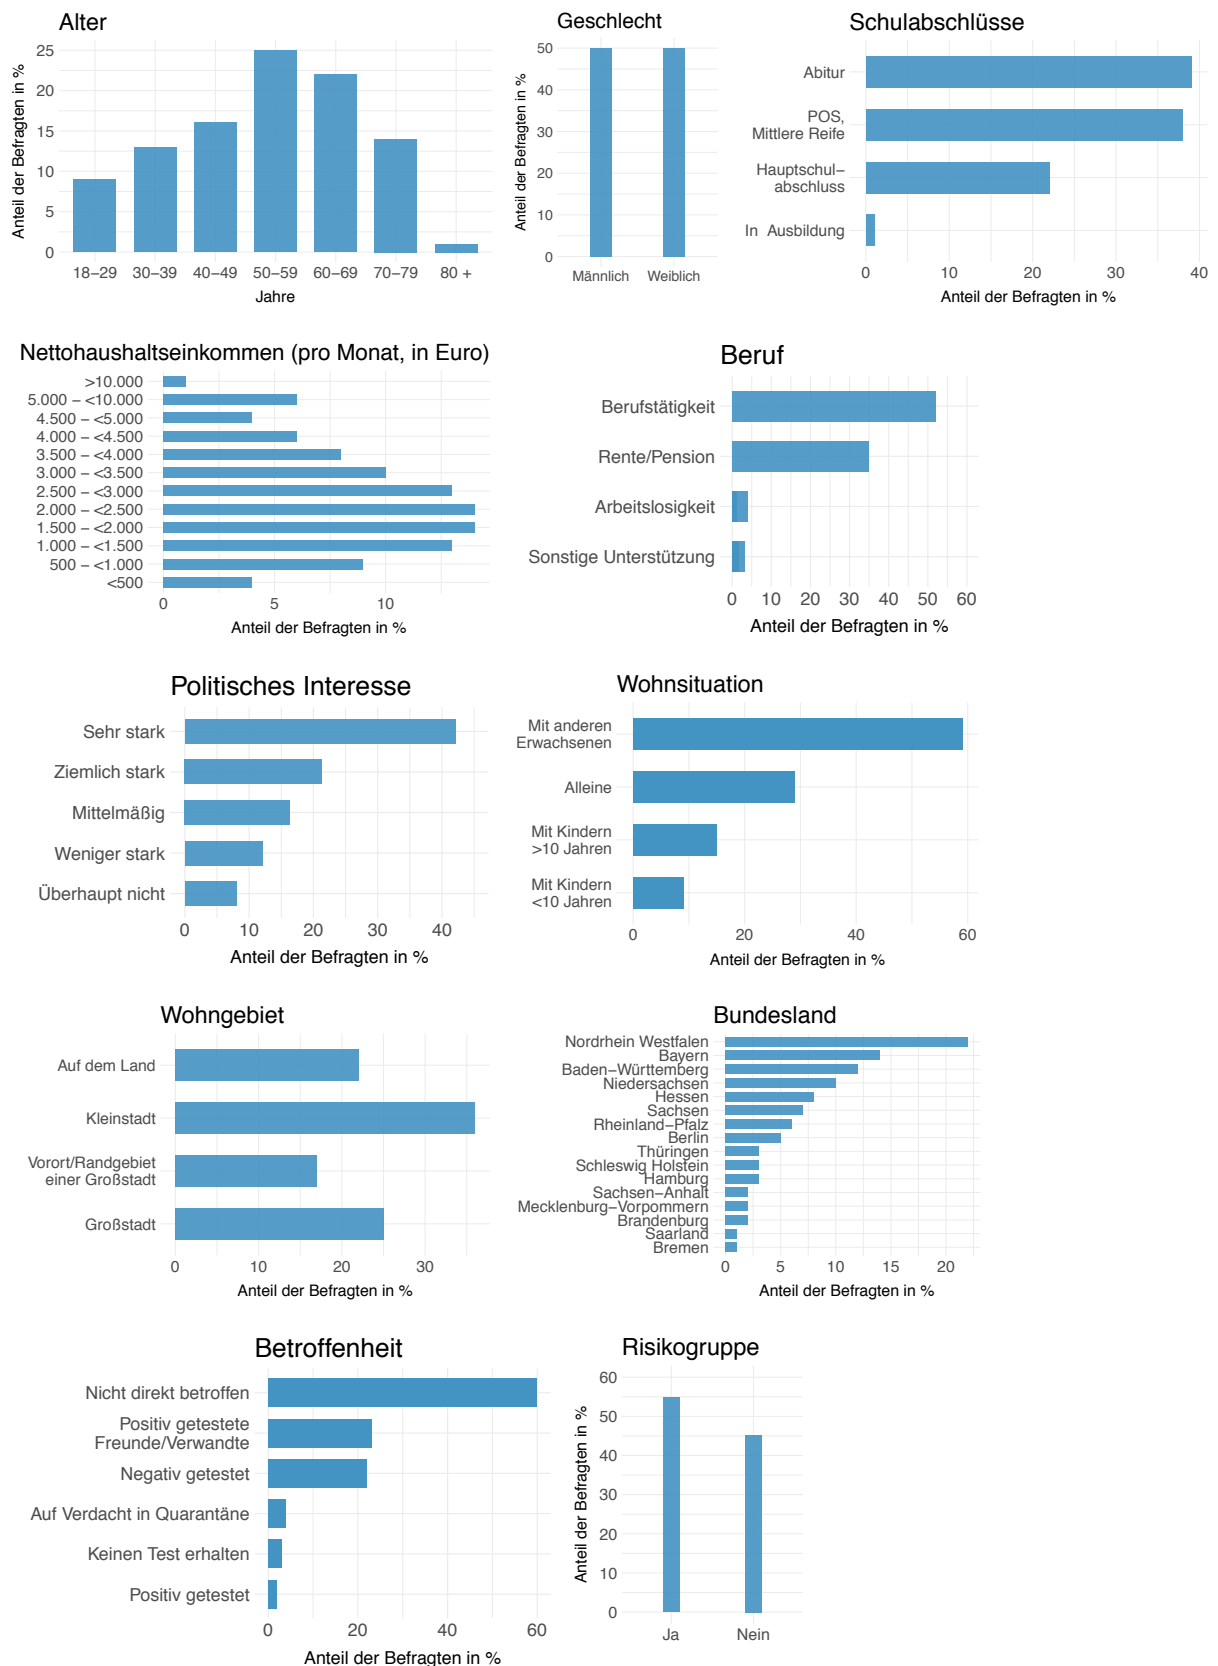 Alter
Anteil der Befragten in %
25
20
15
10
5
0
18–29 30–39 40–49 50–59 60–69 70–79 80 +
Jahre
Geschlecht
Anteil der Befragten in %
50
40
30
20
10
0
Männlich Weiblich
Schulabschlüsse
Abitur
POS,
Mittlere Reife
Hauptschul–
abschluss
In Ausbildung
0 10 20 30 40
Anteil der Befragten in %
Nettohaushaltseinkommen (pro Monat, in Euro)
>10.000
5.000 – <10.000
4.500 – <5.000
4.000 – <4.500
3.500 – <4.000
3.000 – <3.500
2.500 – <3.000
2.000 – <2.500
1.500 – <2.000
1.000 – <1.500
500 – <1.000
<500
0 5 10
Anteil der Befragten in %
Beruf
Berufstätigkeit
Rente/Pension
Arbeitslosigkeit
Sonstige Unterstützung
0 10 20 30 40 50 60
Anteil der Befragten in %
Politisches Interesse
Sehr stark
Ziemlich stark
Mittelmäßig
Weniger stark
Überhaupt nicht
0 10 20 30 40
Anteil der Befragten in %
Wohnsituation
Mit anderen
Erwachsenen
Alleine
Mit Kindern
>10 Jahren
Mit Kindern
<10 Jahren
0 20 40 60
Anteil der Befragten in %
Wohngebiet
Auf dem Land
Kleinstadt
Vorort/Randgebiet
einer Großstadt
Großstadt
0 10 20 30
Anteil der Befragten in %
Bundesland
Nordrhein Westfalen
Bayern
Baden–Württemberg
Niedersachsen
Hessen
Sachsen
Rheinland–Pfalz
Berlin
Thüringen
Schleswig Holstein
Hamburg
Sachsen–Anhalt
Mecklenburg–Vorpommern
Brandenburg
Saarland
Bremen
0 5 10 15 20
Anteil der Befragten in %
Betroffenheit
Nicht direkt betroffen
Positiv getestete
Freunde/Verwandte
Negativ getestet
Auf Verdacht in Quarantäne
Keinen Test erhalten
Positiv getestet
0 20 40 60
Anteil der Befragten in %
Risikogruppe
Anteil der Befragten in %
60
50
40
30
20
10
0
Ja Nein